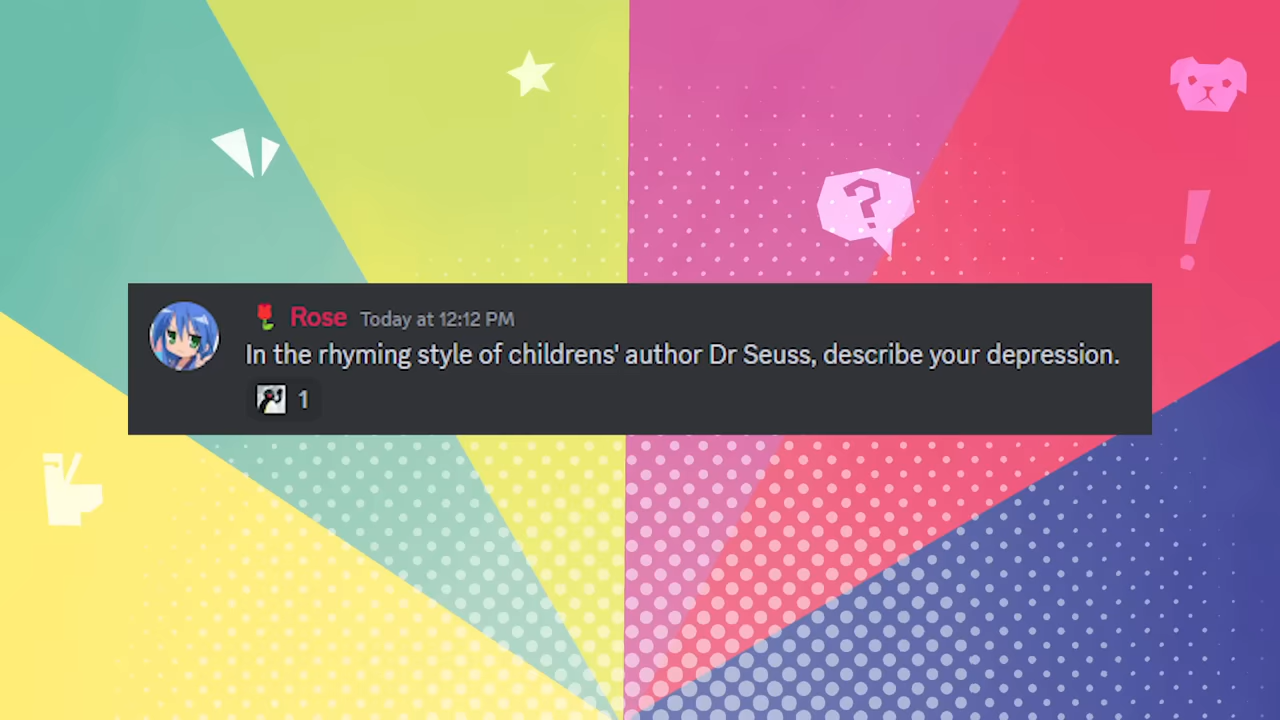 ?
!
Rose Today at 12:12 PM
In the rhyming style of childrens' author Dr Seuss, describe your depression.
1